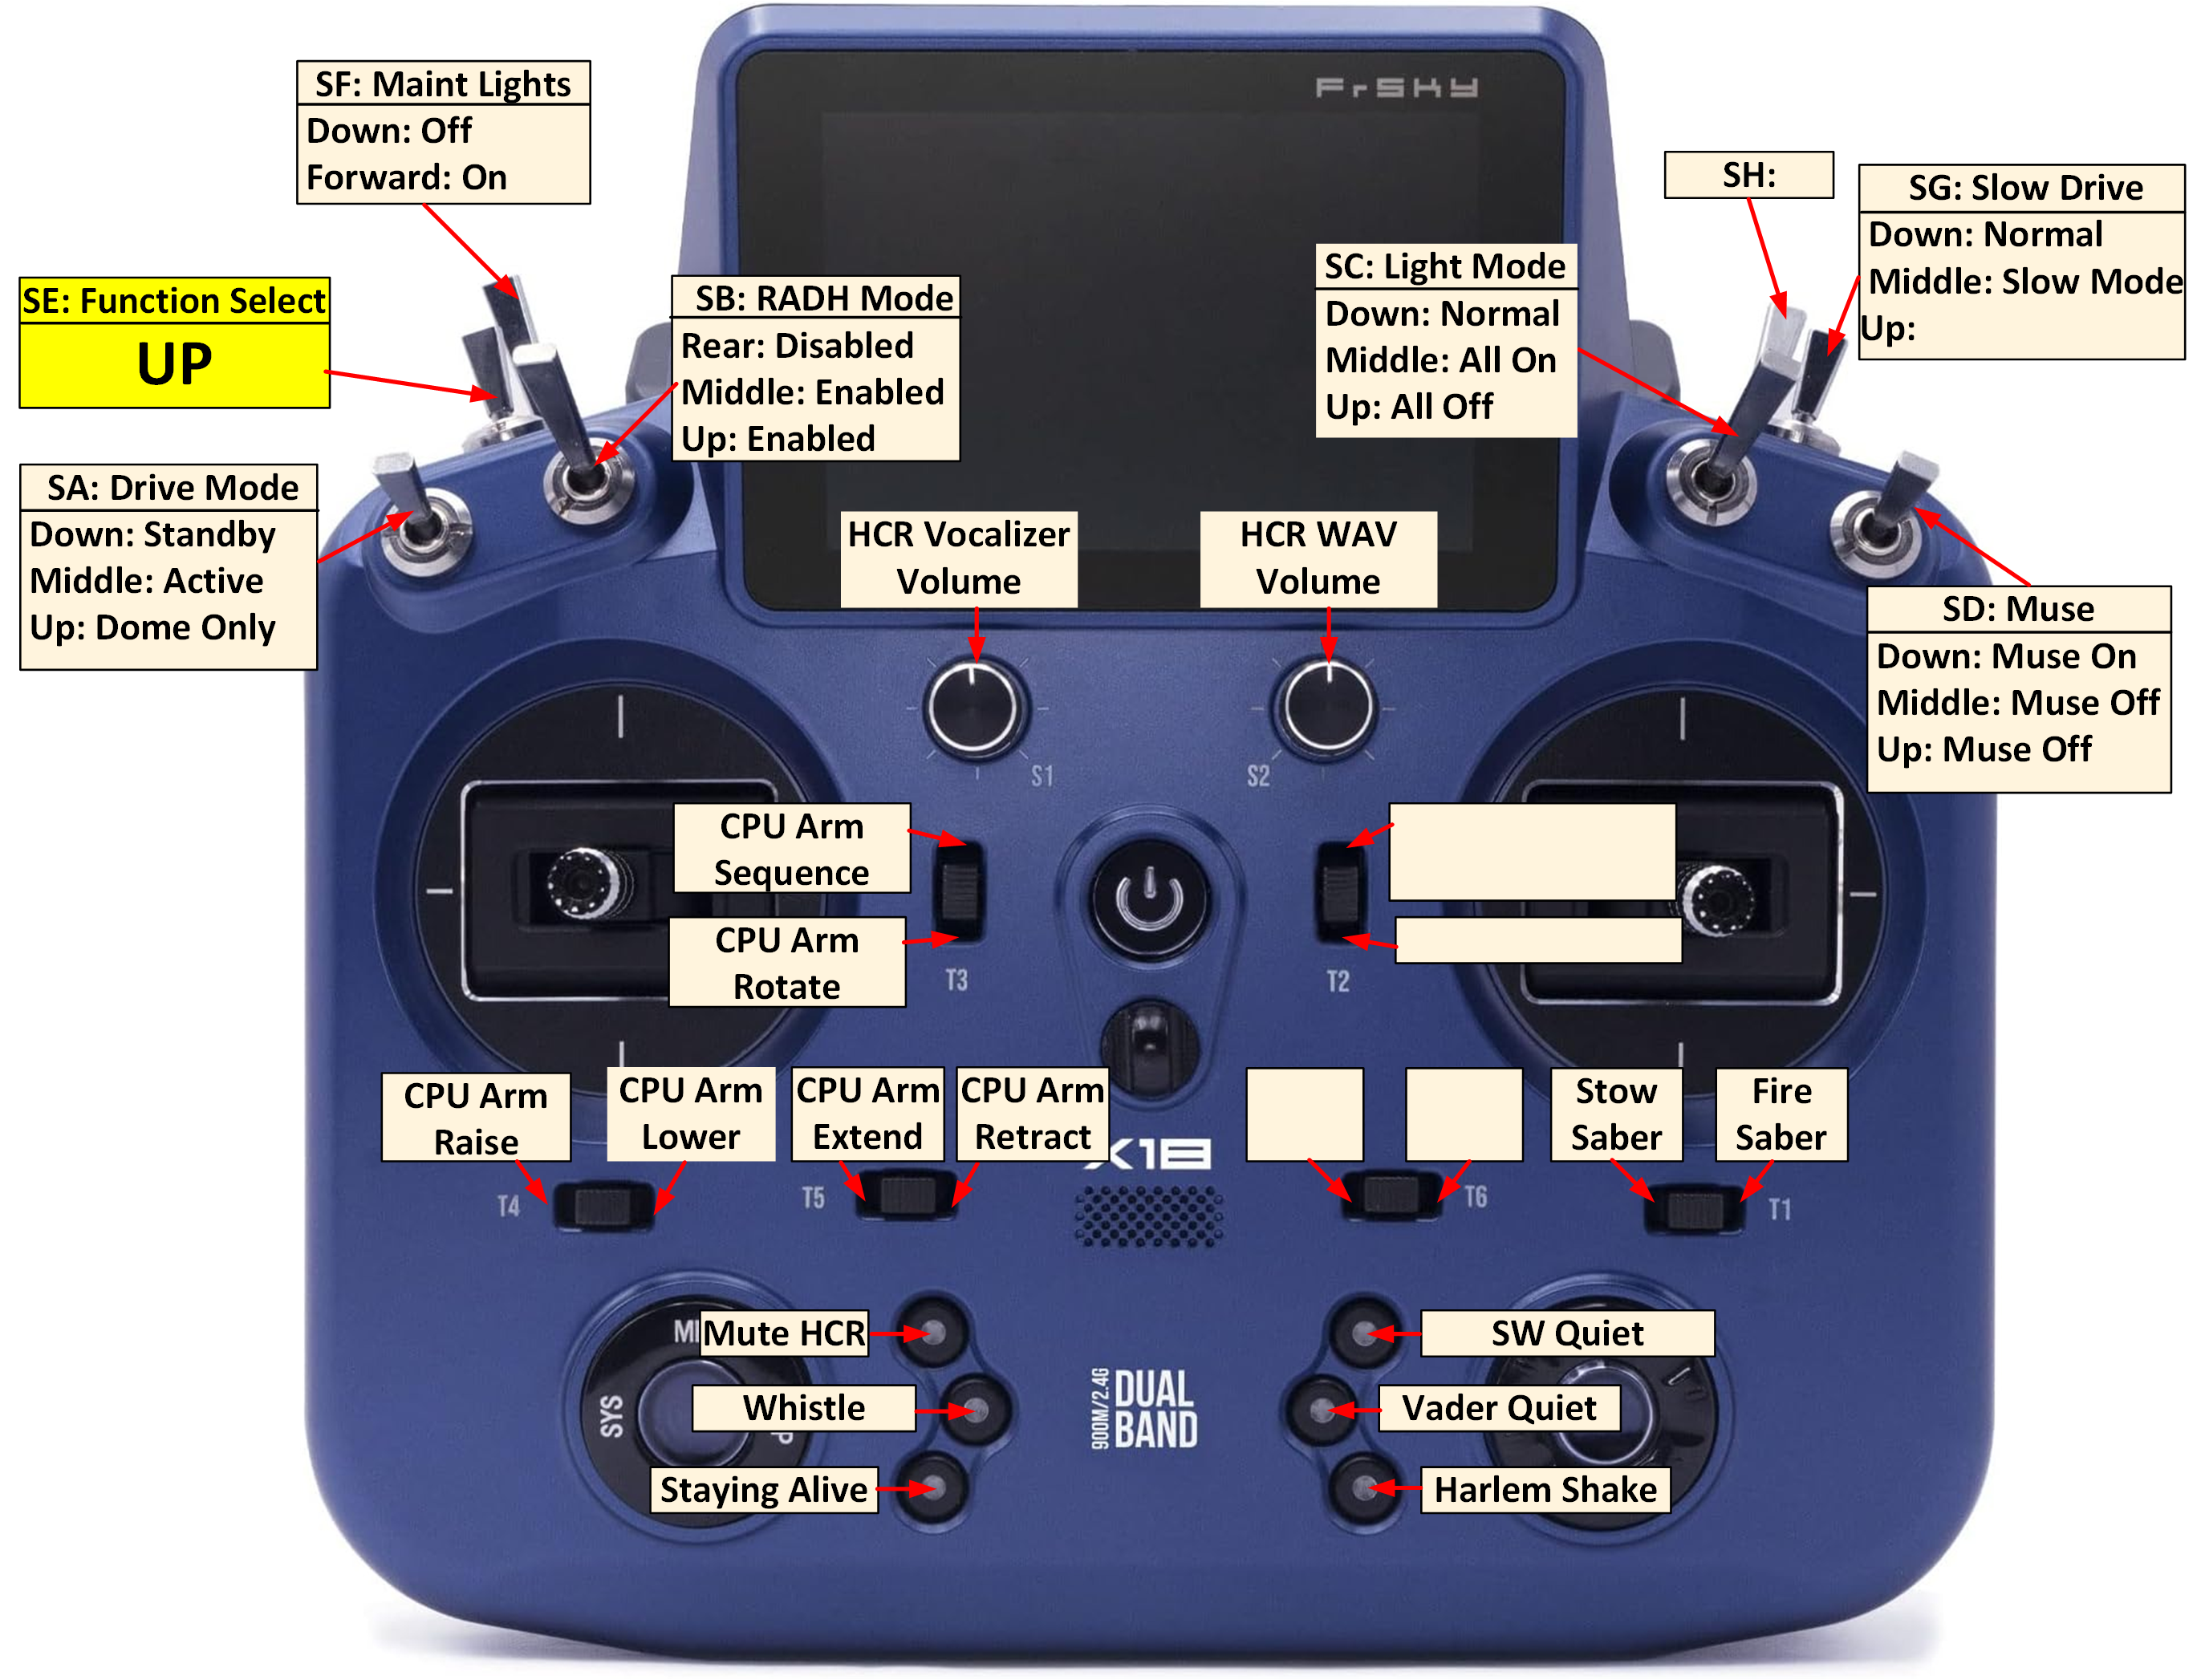 FrSKY
SF: Maint Lights
Down: Off
Forward: On
SH:
SG: Slow Drive
Down: Normal
Middle: Slow Mode
Up:
SE: Function Select
UP
SB: RADH Mode
Rear: Disabled
Middle: Enabled
Up: Enabled
SC: Light Mode
Down: Normal
Middle: All On
Up: All Off
SA: Drive Mode
Down: Standby
Middle: Active
Up: Dome Only
HCR Vocalizer
Volume
HCR WAV
Volume
SD: Muse
Down: Muse On
Middle: Muse Off
Up: Muse Off
S1
S2
CPU Arm
Sequence
CPU Arm
Rotate
T3
T2
CPU Arm
Raise
CPU Arm
Lower
CPU Arm
Extend
CPU Arm
Retract
Stow
Saber
Fire
Saber
X18
T4
T5
T6
T1
Mute HCR
SW Quiet
Whistle
Vader Quiet
SYS
900M/2.4G
DUAL
BAND
Staying Alive
Harlem Shake